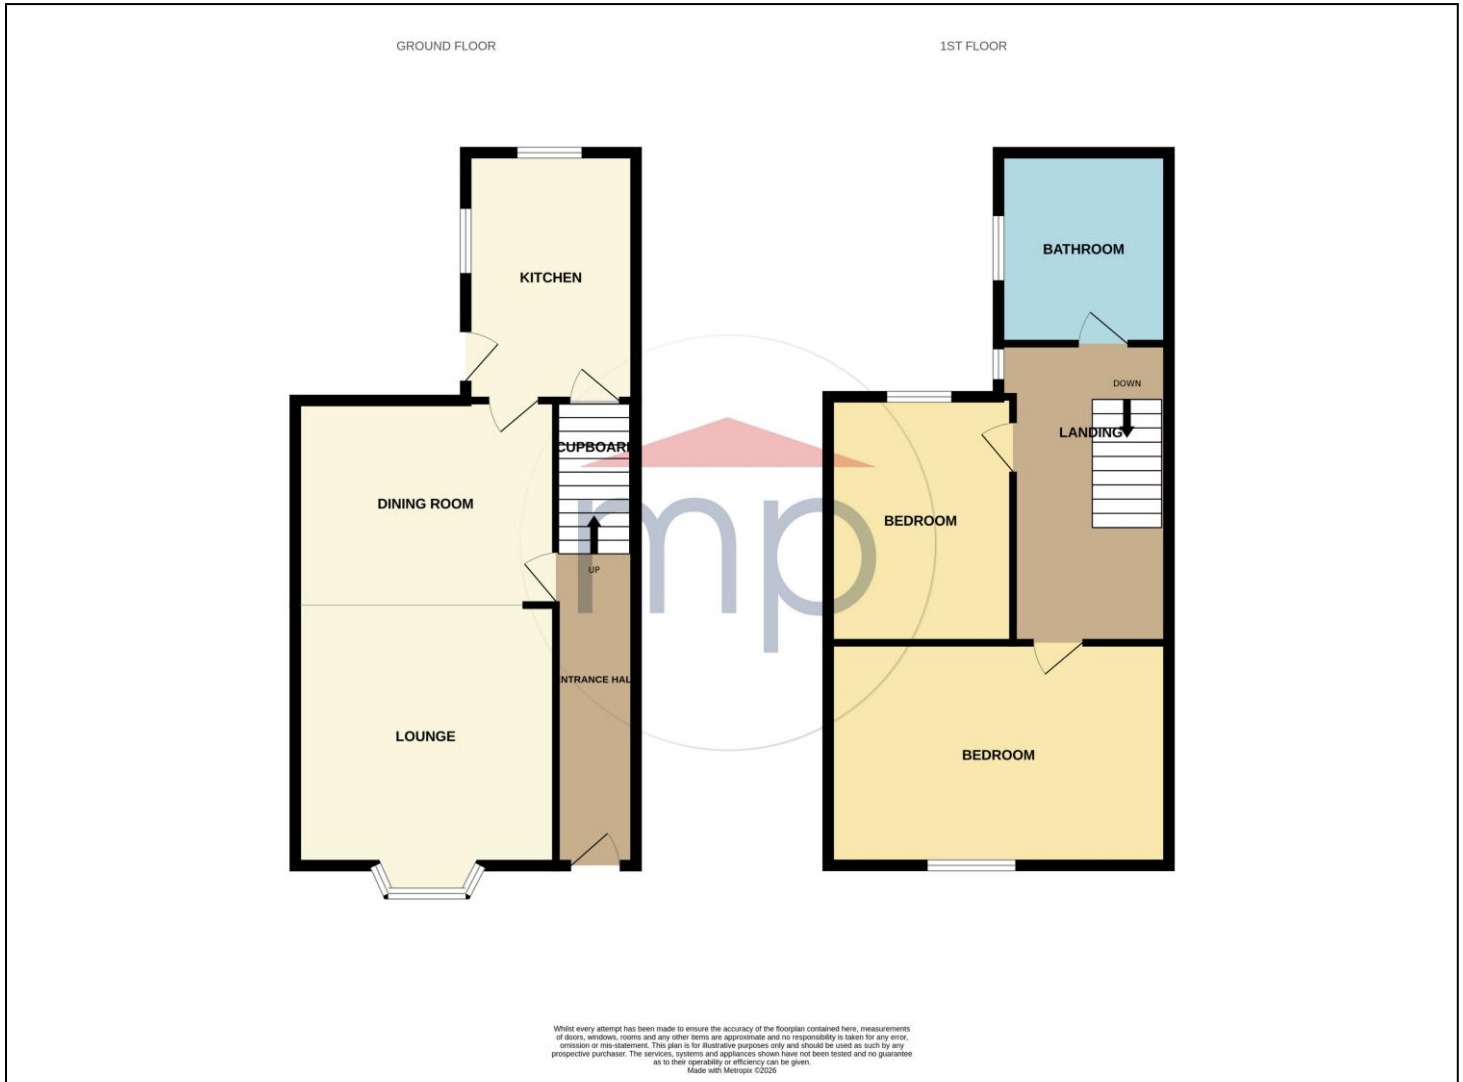 GROUND FLOOR
1ST FLOOR
KITCHEN
BATHROOM
DOWN
CUPBOARD
LANDING
DINING ROOM
BEDROOM
UP
mp
ENTRANCE HALL
LOUNGE
BEDROOM
Whilst every attempt has been made to ensure the accuracy of the floorplan contained here, measurements
of doors, windows, rooms and any other items are approximate and no responsibility is taken for any error,
omission or mis-statement. This plan is for illustrative purposes only and should be used as such by any
prospective purchaser. The services, systems and appliances shown have not been tested and no guarantee
as to their operability or efficiency can be given.
Made with Metropix ©2026